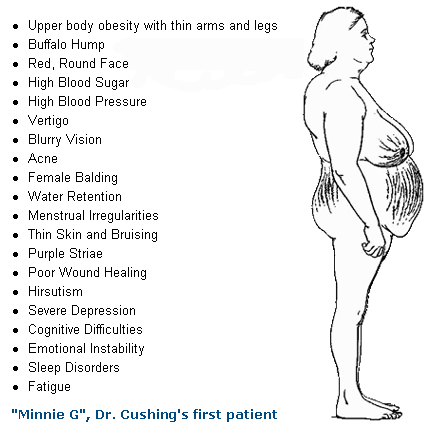 Upper body obesity with thin arms and legs
Buffalo Hump
Red, Round Face
High Blood Sugar
High Blood Pressure
Vertigo
Blurry Vision
Acne
Female Balding
Water Retention
Menstrual Irregularities
Thin Skin and Bruising
Purple Striae
Poor Wound Healing
Hirsutism
Severe Depression
Cognitive Difficulties
Emotional Instability
Sleep Disorders
Fatigue
"Minnie G", Dr. Cushing's first patient